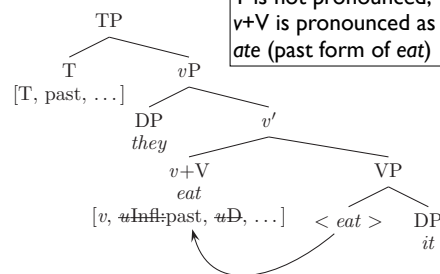 T is not pronounced,
v+V is pronounced as
ate (past form of eat)
TP
T
vP
[T, past, . . . ]
DP
they
v′
v+V
eat
VP
[v, uInfl:past, uD, . . . ]
< eat >
DP
it